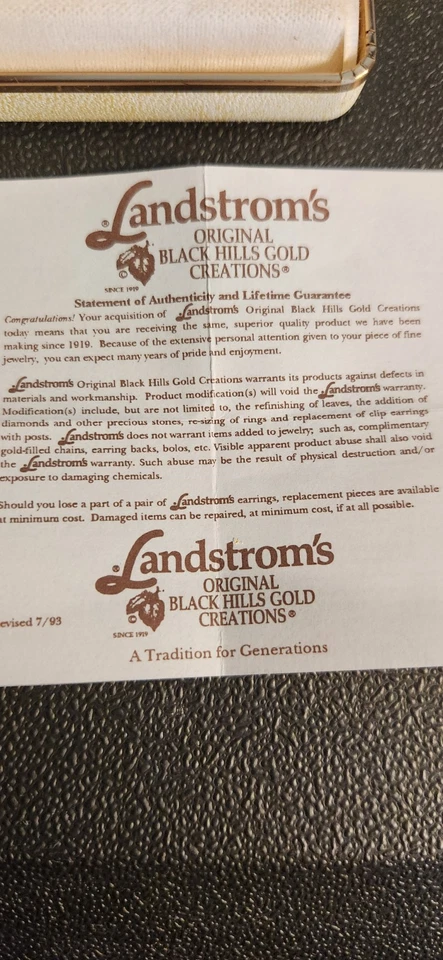 ® Landstrom's
ORIGINAL
© BLACK HILLS GOLD
CREATIONS®
SINCE 1919
Statement of Authenticity and Lifetime Guarantee
Congratulations! Your acquisition of Landstrom's Original Black Hills Gold Creations
today means that you are receiving the same, superior quality product we have been
making since 1919. Because of the extensive personal attention given to your piece of fine
jewelry, you can expect many years of pride and enjoyment.
Landstrom's Original Black Hills Gold Creations warrants its products against defects in
materials and workmanship. Product modification(s) will void the Landstrom's warranty.
Modification(s) include, but are not limited to, the refinishing of leaves, the addition of
diamonds and other precious stones, re-sizing of rings and replacement of clip earrings
with posts. Landstrom's does not warrant items added to jewelry; such as, complimentary
gold-filled chains, earring backs, bolos, etc. Visible apparent product abuse shall also void
the Landstrom's warranty. Such abuse may be the result of physical destruction and/or
exposure to damaging chemicals.
Should you lose a part of a pair of Landstrom's earrings, replacement pieces are available
at minimum cost. Damaged items can be repaired, at minimum cost, if at all possible.
® Landstrom's
ORIGINAL
© BLACK HILLS GOLD
CREATIONS®
evised 7/93
SINCE 1919
A Tradition for Generations